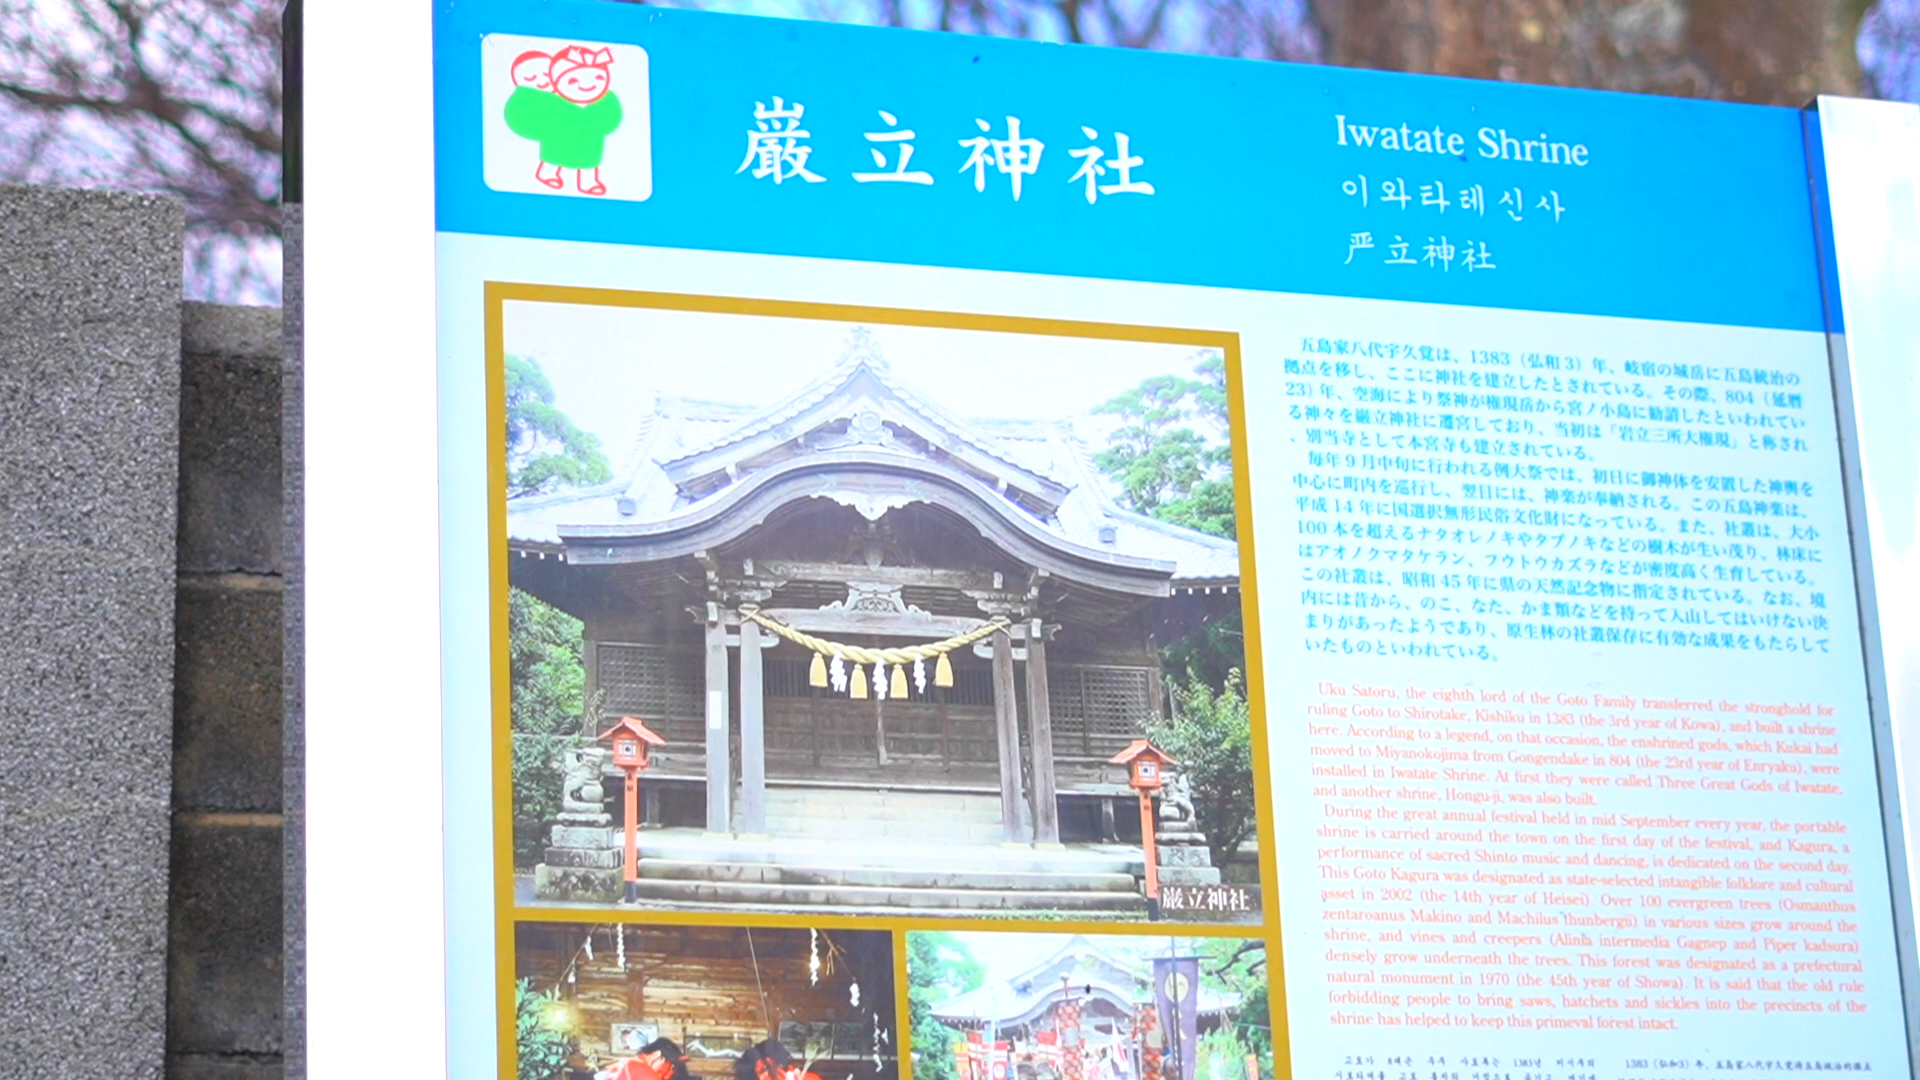 巌立神社
Iwatate Shrine
이와타테신사
严立神社
五島家八代宇久覚は、1383（弘和3）年、岐宿の城岳に五島統治の
拠点を移し、ここに神社を建立したとされている。その際、804（延暦
23）年、空海により祭神が権現岳から宮ノ小島に勧請したといわれてい
る神々を巌立神社に遷宮しており、当初は「岩立三所大権現」と称され
、別当寺として本宮寺も建立されている。
毎年9月中旬に行われる例大祭では、初日に御神体を安置した神輿を
中心に町内を巡行し、翌日には、神楽が奉納される。この五島神楽は、
平成14年に国選択無形民俗文化財になっている。また、社叢は、大小
100本を超えるナタオレノキやタブノキなどの樹木が生い茂り、林床に
はアオノクマタケラン、フウトウカズラなどが密度高く生育している。
この社叢は、昭和45年に県の天然記念物に指定されている。なお、境
内には昔から、のこ、なた、かま類などを持って入山してはいけない決
まりがあったようであり、原生林の社叢保存に有効な成果をもたらして
いたものといわれている。
Uku Satoru, the eighth lord of the Goto Family transferred the stronghold for
ruling Goto to Shirotake, Kishiku in 1383 (the 3rd year of Kowa), and built a shrine
here. According to a legend, on that occasion, the enshrined gods, which Kukai had
moved to Miyanokojima from Gongendake in 804 (the 23rd year of Enryaku), were
installed in Iwatate Shrine. At first they were called Three Great Gods of Iwatate,
and another shrine, Hongu-ji, was also built.
During the great annual festival held in mid September every year, the portable
shrine is carried around the town on the first day of the festival, and Kagura, a
performance of sacred Shinto music and dancing, is dedicated on the second day.
This Goto Kagura was designated as state-selected intangible folklore and cultural
asset in 2002 (the 14th year of Heisei). Over 100 evergreen trees (Osmanthus
zentaroanus Makino and Machilus thunbergii) in various sizes grow around the
shrine, and vines and creepers (Alinia intermedia Gagnep and Piper kadsura)
densely grow underneath the trees. This forest was designated as a prefectural
natural monument in 1970 (the 45th year of Showa). It is said that the old rule
forbidding people to bring saws, hatchets and sickles into the precincts of the
shrine has helped to keep this primeval forest intact.
巌立神社